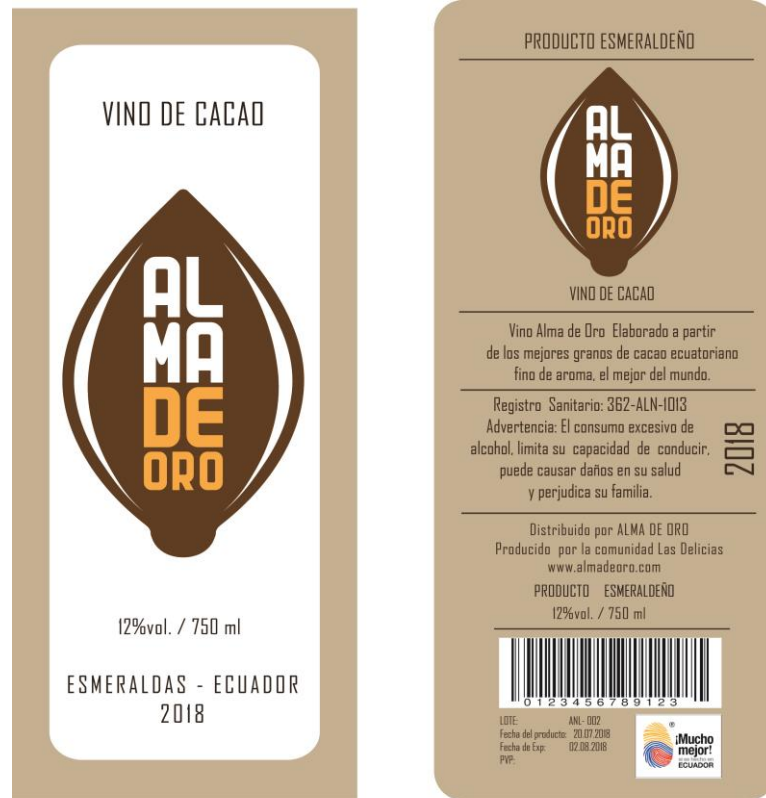 VINO DE CACAO
AL
MA
DE
ORO
12%vol. / 750 ml
ESMERALDAS - ECUADOR
2018
PRODUCTO ESMERALDEÑO
AL
MA
DE
ORO
VINO DE CACAO
Vino Alma de Oro Elaborado a partir
de los mejores granos de cacao ecuatoriano
fino de aroma, el mejor del mundo.
Registro Sanitario: 362-ALN-1013
Advertencia: El consumo excesivo de
alcohol, limita su capacidad de conducir,
puede causar daños en su salud
y perjudica su familia.
2018
Distribuido por ALMA DE ORO
Producido por la comunidad Las Delicias
www.almadeoro.com
PRODUCTO ESMERALDEÑO
12%vol. / 750 ml
0123456789123
LOTE: ANL- 002
Fecha del producto: 20.07.2018
Fecha de Exp: 02.08.2018
PVP:
®
¡Mucho
mejor!
ECUADOR